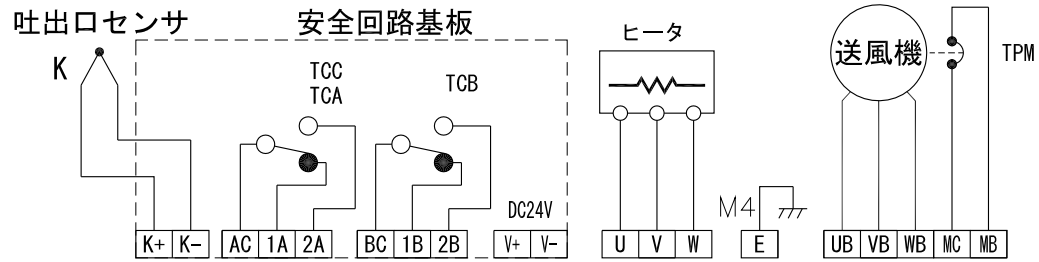 吐出口センサ
安全回路基板
ヒータ
送風機
TPM
K
TCC
TCA
TCB
DC24V
M4
K+ K- AC 1A 2A BC 1B 2B V+ V- U V W E UB VB WB MC MB